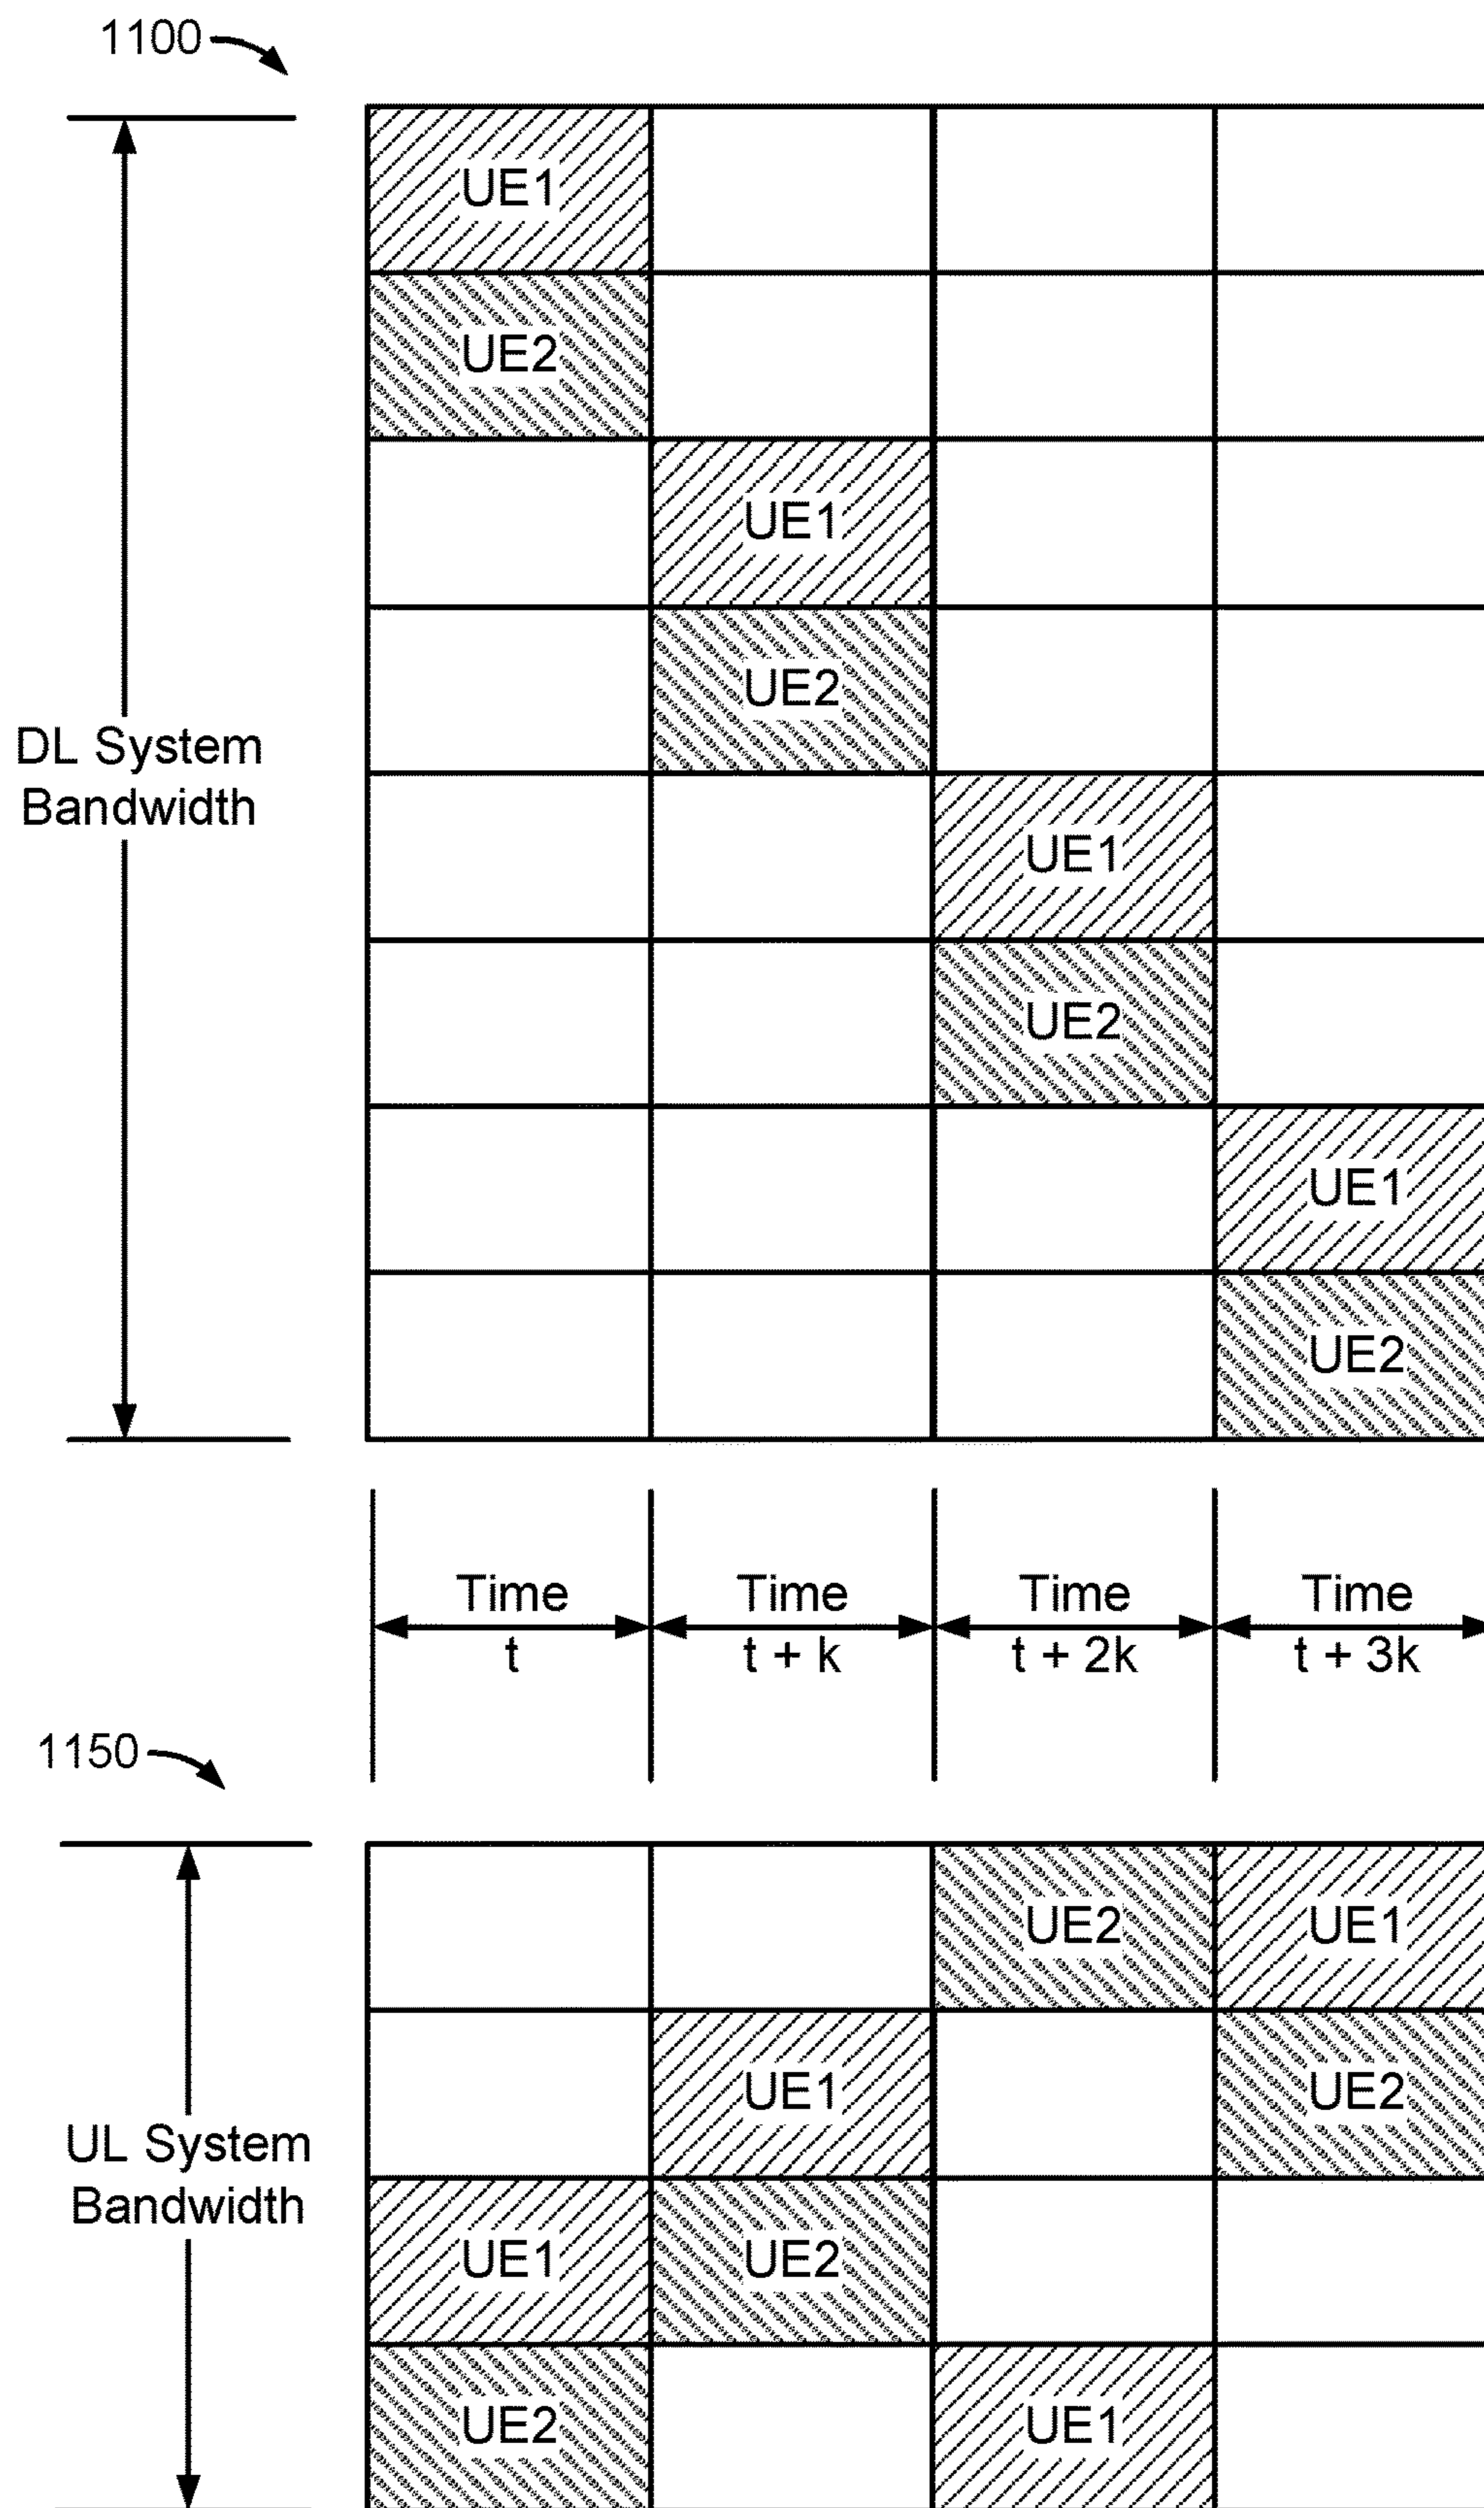 1100
UE1
UE2
UE1
UE2
DL System
Bandwidth
UE1
UE2
UE1
UE2
Time Time Time Time
t t + k t + 2k t + 3k
1150
UE2 UE1
UE1 UE2
UL System
Bandwidth
UE1 UE2
UE2 UE1